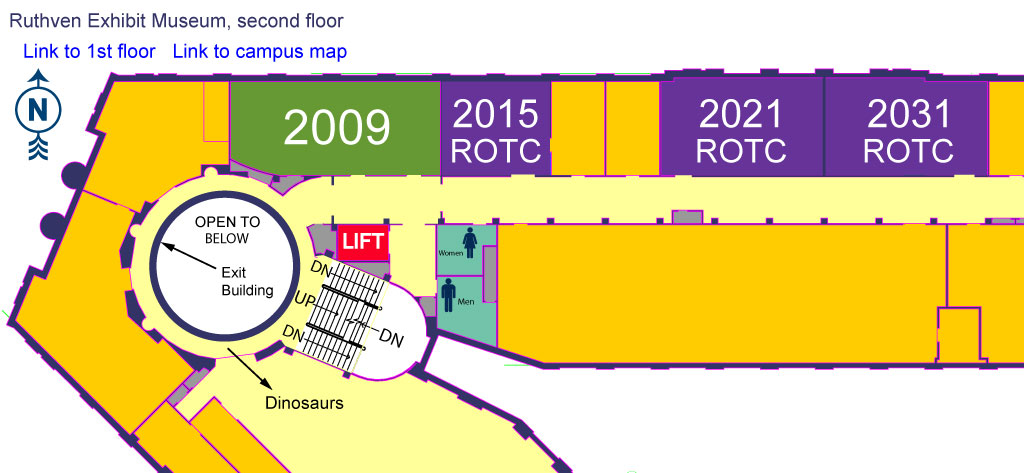 Ruthven Exhibit Museum, second floor
Link to 1st floor Link to campus map
N
2009
2015
ROTC
2021
ROTC
2031
ROTC
OPEN TO
BELOW
Exit
Building
LIFT
Women
Men
DN
UP
DN
DN
Dinosaurs